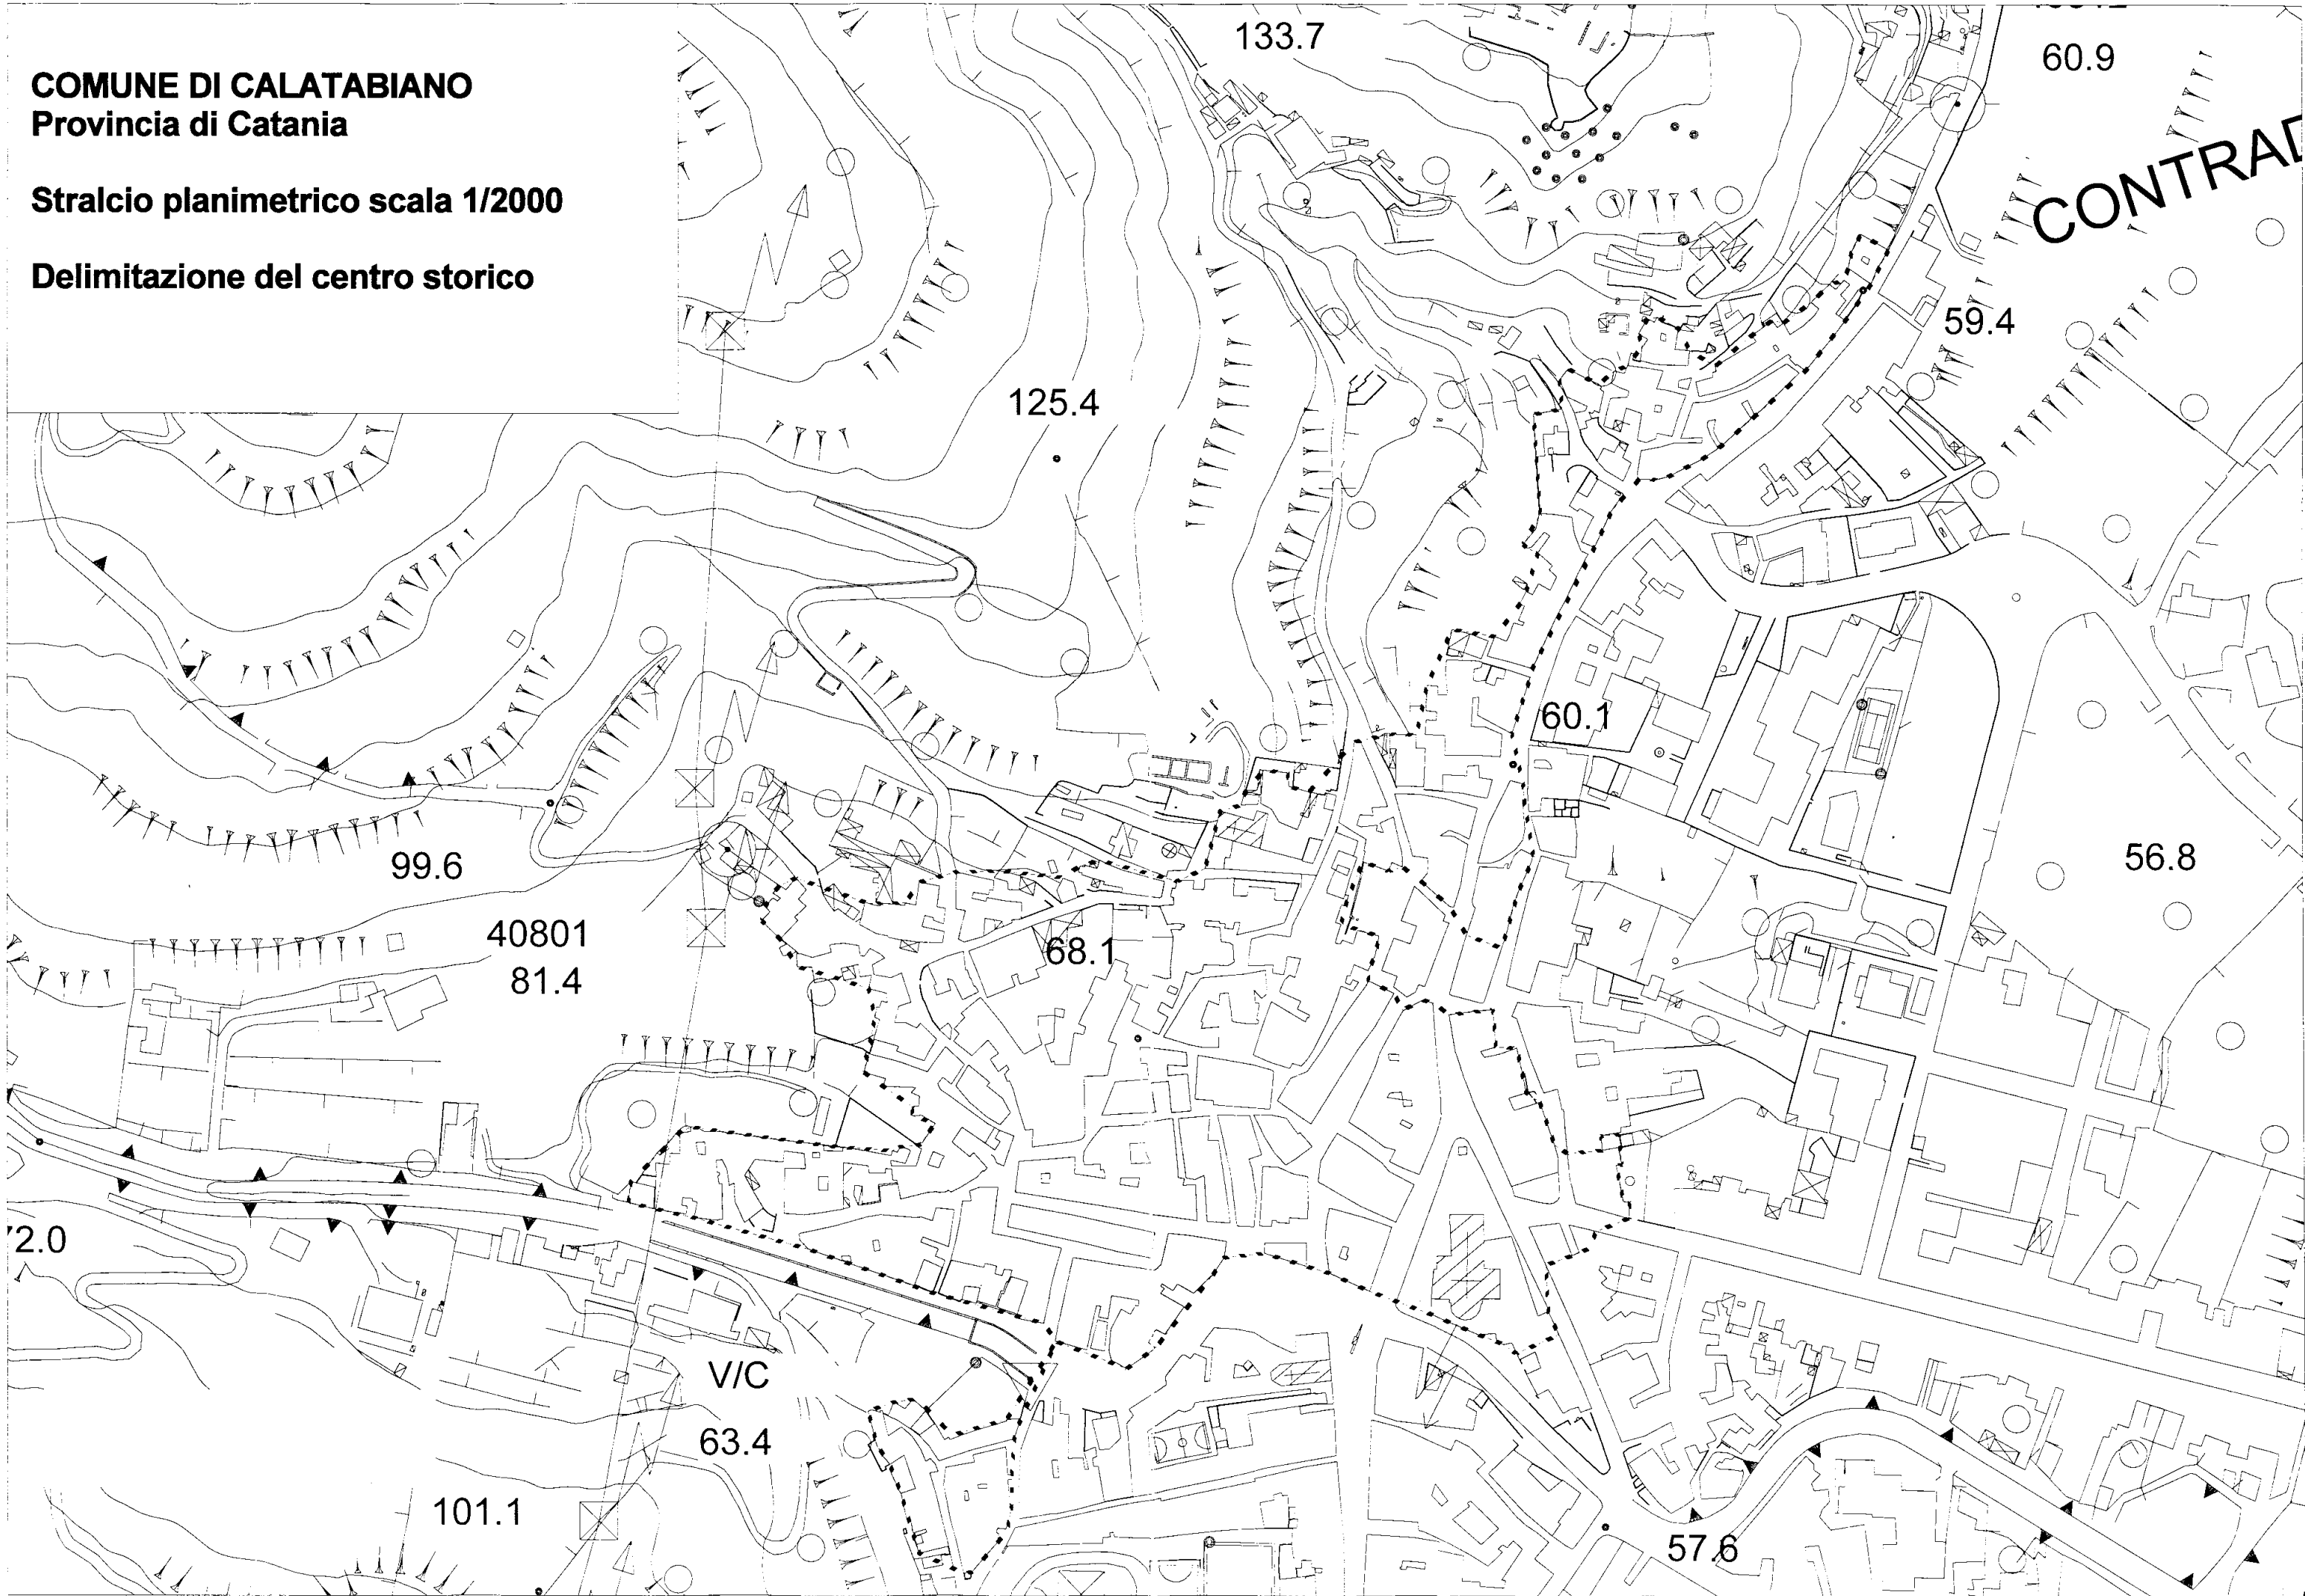 COMUNE DI CALATABIANO
Provincia di Catania
Stralcio planimetrico scala 1/2000
Delimitazione del centro storico
133.7
60.9
CONTRAD
59.4
125.4
60.1
56.8
99.6
40801
81.4
68.1
72.0
V/C
63.4
101.1
57.6